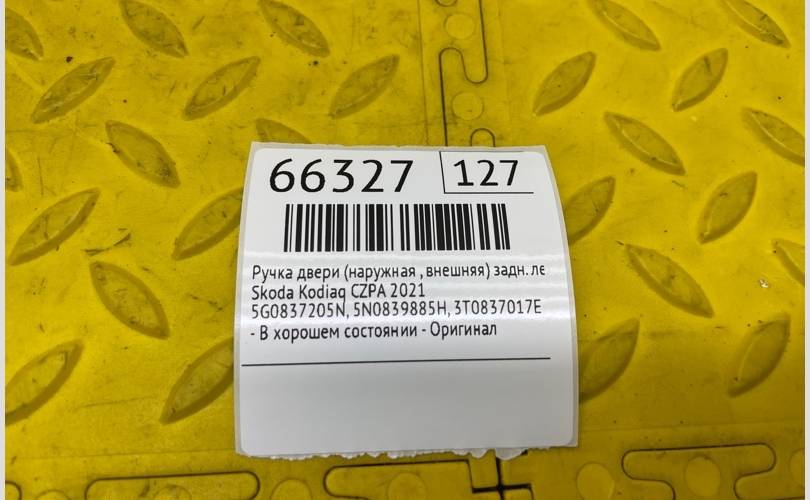 66327 127
Ручка двери (наружная , внешняя) задн. ле
Skoda Kodiaq CZPA 2021
5G0837205N, 5N0839885H, 3T0837017E
- В хорошем состоянии - Оригинал